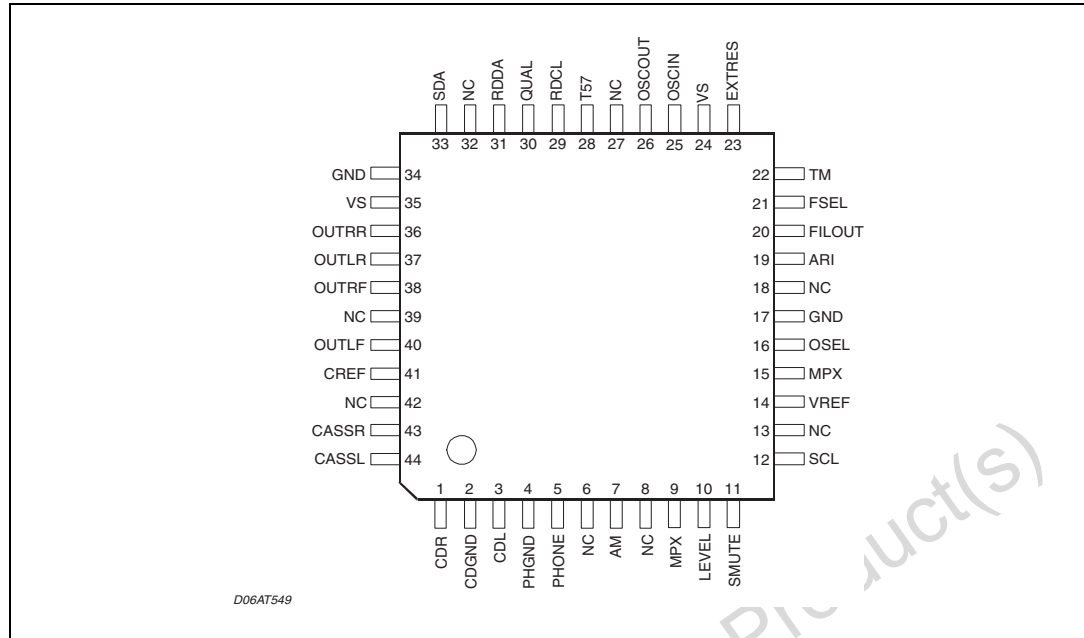 SDA NC RDDA QUAL RDCL T57 NC OSCOUT OSCIN VS EXTRES
33 32 31 30 29 28 27 26 25 24 23
GND 34 22 TM
VS 35 21 FSEL
OUTRR 36 20 FILOUT
OUTLR 37 19 ARI
OUTRF 38 18 NC
NC 39 17 GND
OUTLF 40 16 OSEL
CREF 41 15 MPX
NC 42 14 VREF
CASSR 43 13 NC
CASSL 44 12 SCL
1 2 3 4 5 6 7 8 9 10 11
CDR CDGND CDL PHGND PHONE NC AM NC MPX LEVEL SMUTE
D06AT549